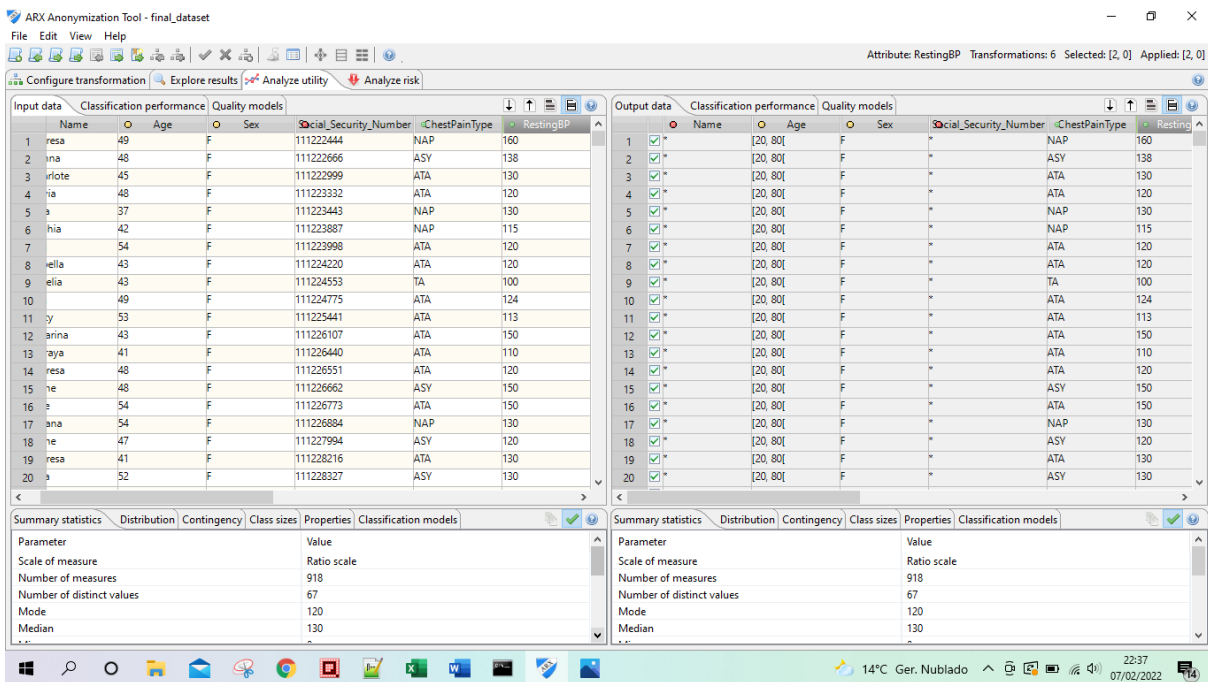 ARX Anonymization Tool - final_dataset
File Edit View Help
Attribute: RestingBP Transformations: 6 Selected: [2, 0] Applied: [2, 0]
Configure transformation Explore results Analyze utility Analyze risk
Input data Classification performance Quality models
Name Age Sex Social_Security_Number ChestPainType RestingBP
1 resa 49 F 111222444 NAP 160
2 na 48 F 111222666 ASY 138
3 rlote 45 F 111222999 ATA 130
4 ia 48 F 111223332 ATA 120
5 a 37 F 111223443 NAP 130
6 hia 42 F 111223887 NAP 115
7 54 F 111223998 ATA 120
8 ella 43 F 111224220 ATA 120
9 elia 43 F 111224553 TA 100
10 49 F 111224775 ATA 124
11 y 53 F 111225441 ATA 113
12 arina 43 F 111226107 ATA 150
13 raya 41 F 111226440 ATA 110
14 resa 48 F 111226551 ATA 120
15 ne 48 F 111226662 ASY 150
16 e 54 F 111226773 ATA 150
17 ana 54 F 111226884 NAP 130
18 ne 47 F 111227994 ASY 120
19 resa 41 F 111228216 ATA 130
20 a 52 F 111228327 ASY 130
Output data Classification performance Quality models
Name Age Sex Social_Security_Number ChestPainType Resting
1 * [20, 80[ F * NAP 160
2 * [20, 80[ F * ASY 138
3 * [20, 80[ F * ATA 130
4 * [20, 80[ F * ATA 120
5 * [20, 80[ F * NAP 130
6 * [20, 80[ F * NAP 115
7 * [20, 80[ F * ATA 120
8 * [20, 80[ F * ATA 120
9 * [20, 80[ F * TA 100
10 * [20, 80[ F * ATA 124
11 * [20, 80[ F * ATA 113
12 * [20, 80[ F * ATA 150
13 * [20, 80[ F * ATA 110
14 * [20, 80[ F * ATA 120
15 * [20, 80[ F * ASY 150
16 * [20, 80[ F * ATA 150
17 * [20, 80[ F * NAP 130
18 * [20, 80[ F * ASY 120
19 * [20, 80[ F * ATA 130
20 * [20, 80[ F * ASY 130
Summary statistics Distribution Contingency Class sizes Properties Classification models
Parameter Value
Scale of measure Ratio scale
Number of measures 918
Number of distinct values 67
Mode 120
Median 130
Summary statistics Distribution Contingency Class sizes Properties Classification models
Parameter Value
Scale of measure Ratio scale
Number of measures 918
Number of distinct values 67
Mode 120
Median 130
14°C Ger. Nublado
22:37
07/02/2022